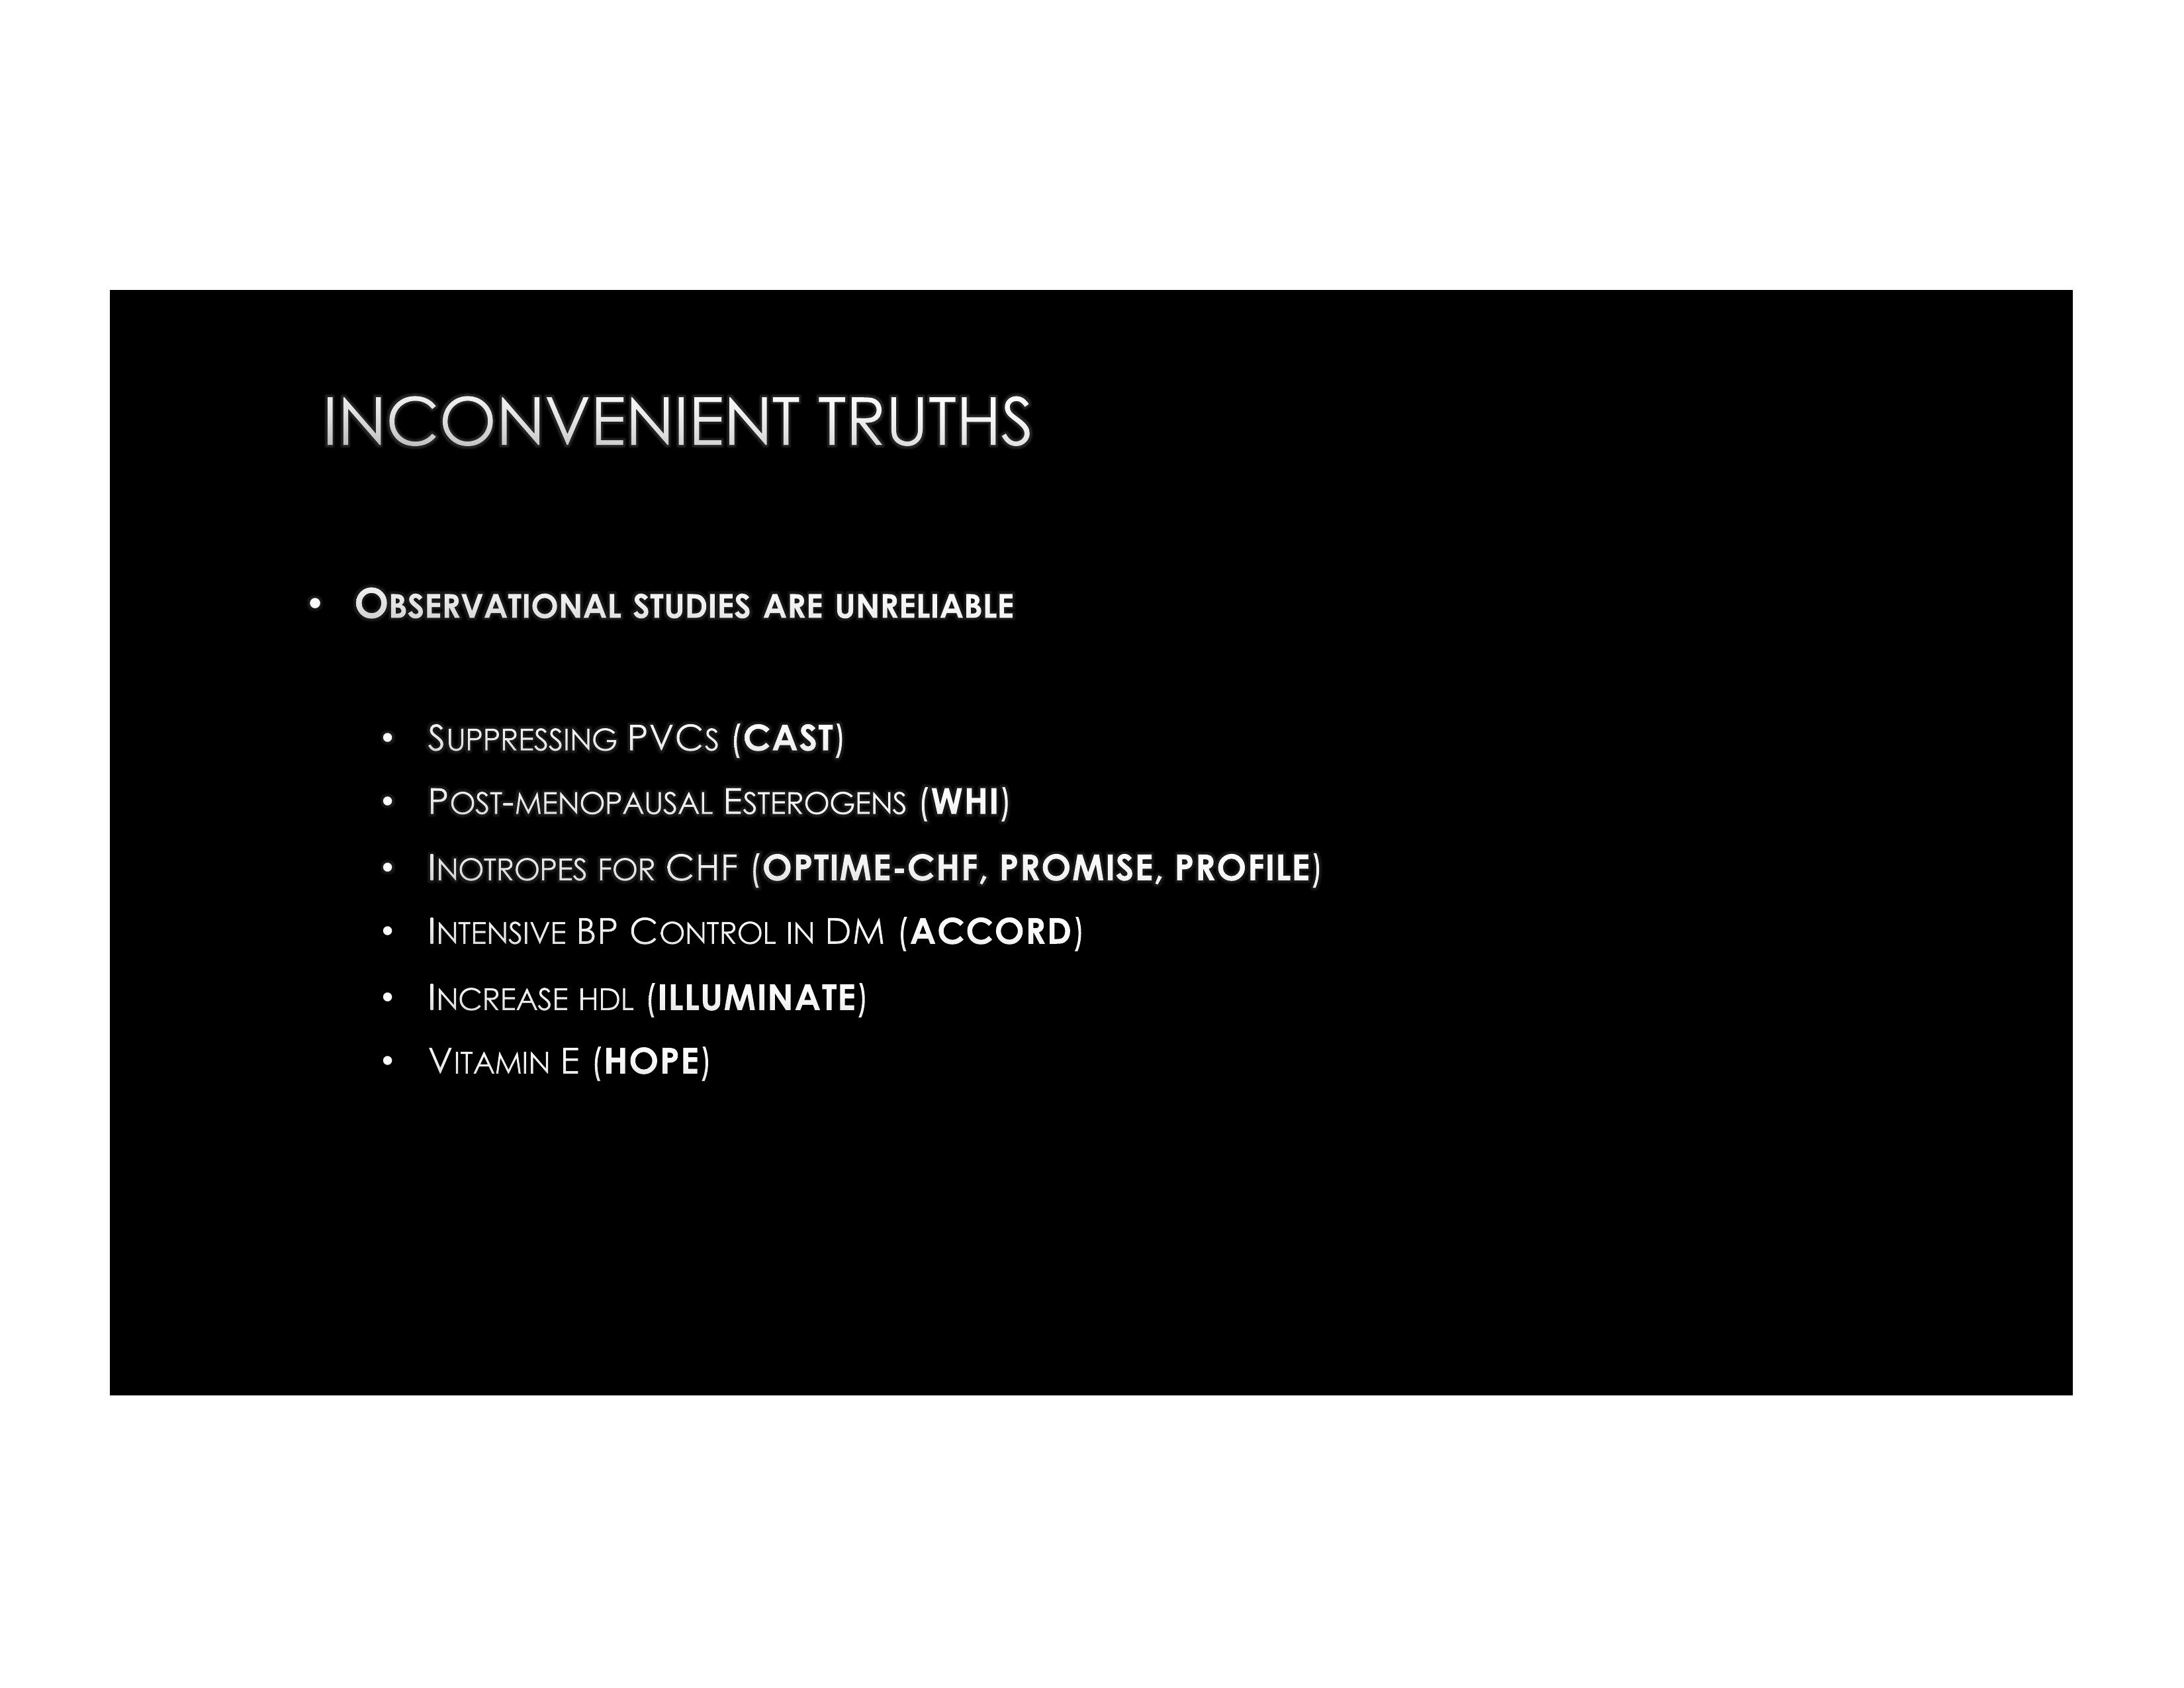 INCONVENIENT TRUTHS
• OBSERVATIONAL STUDIES ARE UNRELIABLE
• SUPPRESSING PVCS (CAST)
• POST-MENOPAUSAL ESTEROGENS (WHI)
• INOTROPES FOR CHF (OPTIME-CHF, PROMISE, PROFILE)
• INTENSIVE BP CONTROL IN DM (ACCORD)
• INCREASE HDL (ILLUMINATE)
• VITAMIN E (HOPE)